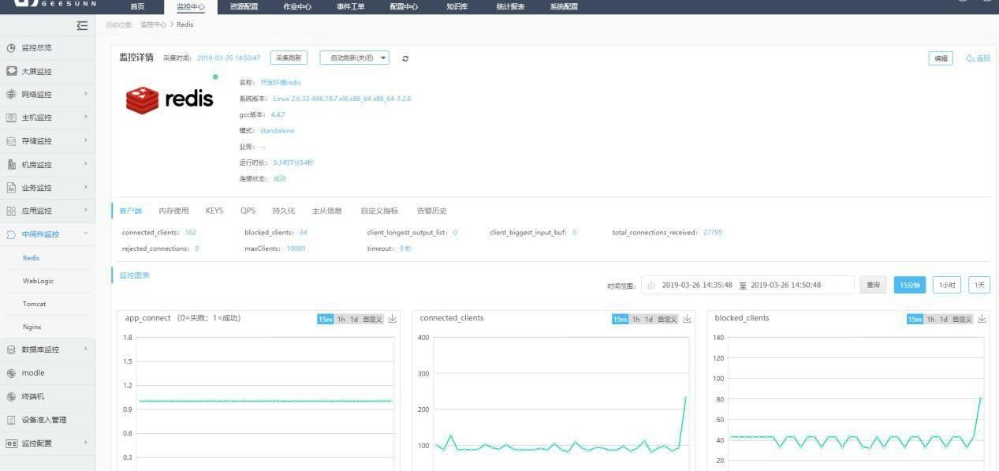 GEESUNN
首页 监控中心 资源配置 作业中心 事件工单 配置中心 知识库 统计报表 系统配置
当前位置: 监控中心 > Redis
监控总览
大屏监控
网络监控
主机监控
存储监控
机房监控
业务监控
应用监控
中间件监控
Redis
WebLogic
Tomcat
Nginx
数据库监控
modle
终端机
设备准入管理
监控配置
监控详情 采集时间: 2019-03-26 14:50:47 采集刷新 自动刷新(关闭) 编辑 返回
redis
名称: 开发环境redis
系统版本: Linux 2.6.32-696.18.7.el6.x86_64 x86_64-3.2.6
gcc版本: 4.4.7
模式: standalone
业务: --
运行时长: 5小时7分54秒
连接状态: 成功
客户端 内存使用 KEYS QPS 持久化 主从信息 自定义指标 告警历史
connected_clients: 102 blocked_clients: 34 client_longest_output_list: 0 client_biggest_input_buf: 0 total_connections_received: 27795
rejected_connections: 0 maxClients: 10000 timeout: 0 秒
监控图表
时间范围: 2019-03-26 14:35:48 至 2019-03-26 14:50:48 查询 15分钟 1小时 1天
app_connect (0=失败; 1=成功) 15m 1h 1d 自定义
1.8
1.5
1.2
0.9
0.6
0.3
connected_clients 15m 1h 1d 自定义
400
300
200
100
blocked_clients 15m 1h 1d 自定义
140
120
100
80
60
40
20